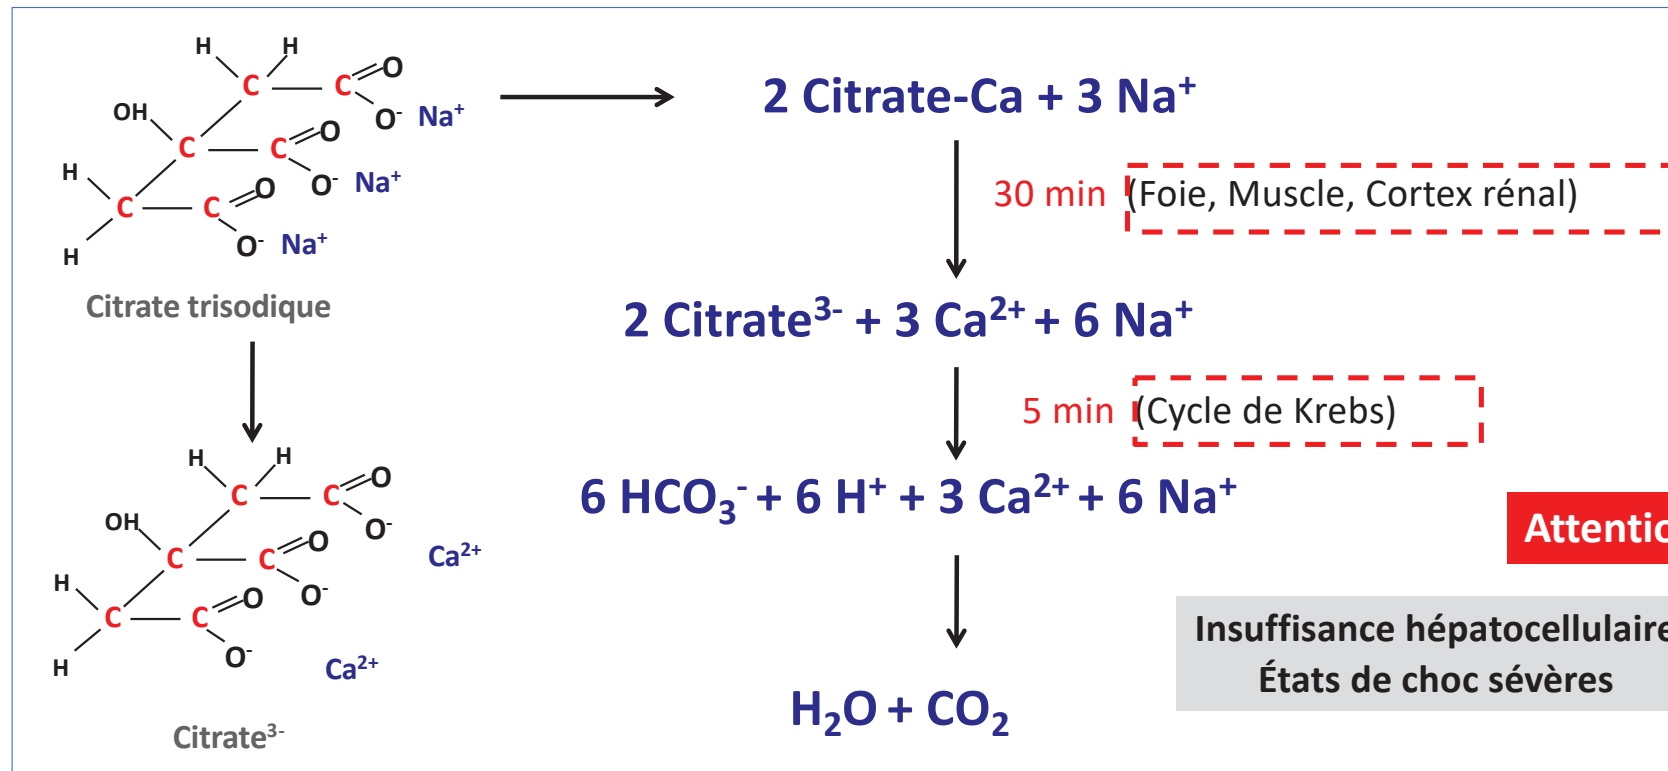 H H
C C O
O⁻ Na⁺
OH
C C O
O⁻ Na⁺
H
C C O
O⁻ Na⁺
H
Citrate trisodique
2 Citrate-Ca + 3 Na⁺
30 min (Foie, Muscle, Cortex rénal)
2 Citrate³⁻ + 3 Ca²⁺ + 6 Na⁺
5 min (Cycle de Krebs)
6 HCO₃⁻ + 6 H⁺ + 3 Ca²⁺ + 6 Na⁺
H₂O + CO₂
H H
C C O
O⁻
Ca²⁺
OH
C C O
O⁻
H
C C O
O⁻
Ca²⁺
H
Citrate³⁻
Attentio
Insuffisance hépatocellulaire
États de choc sévères